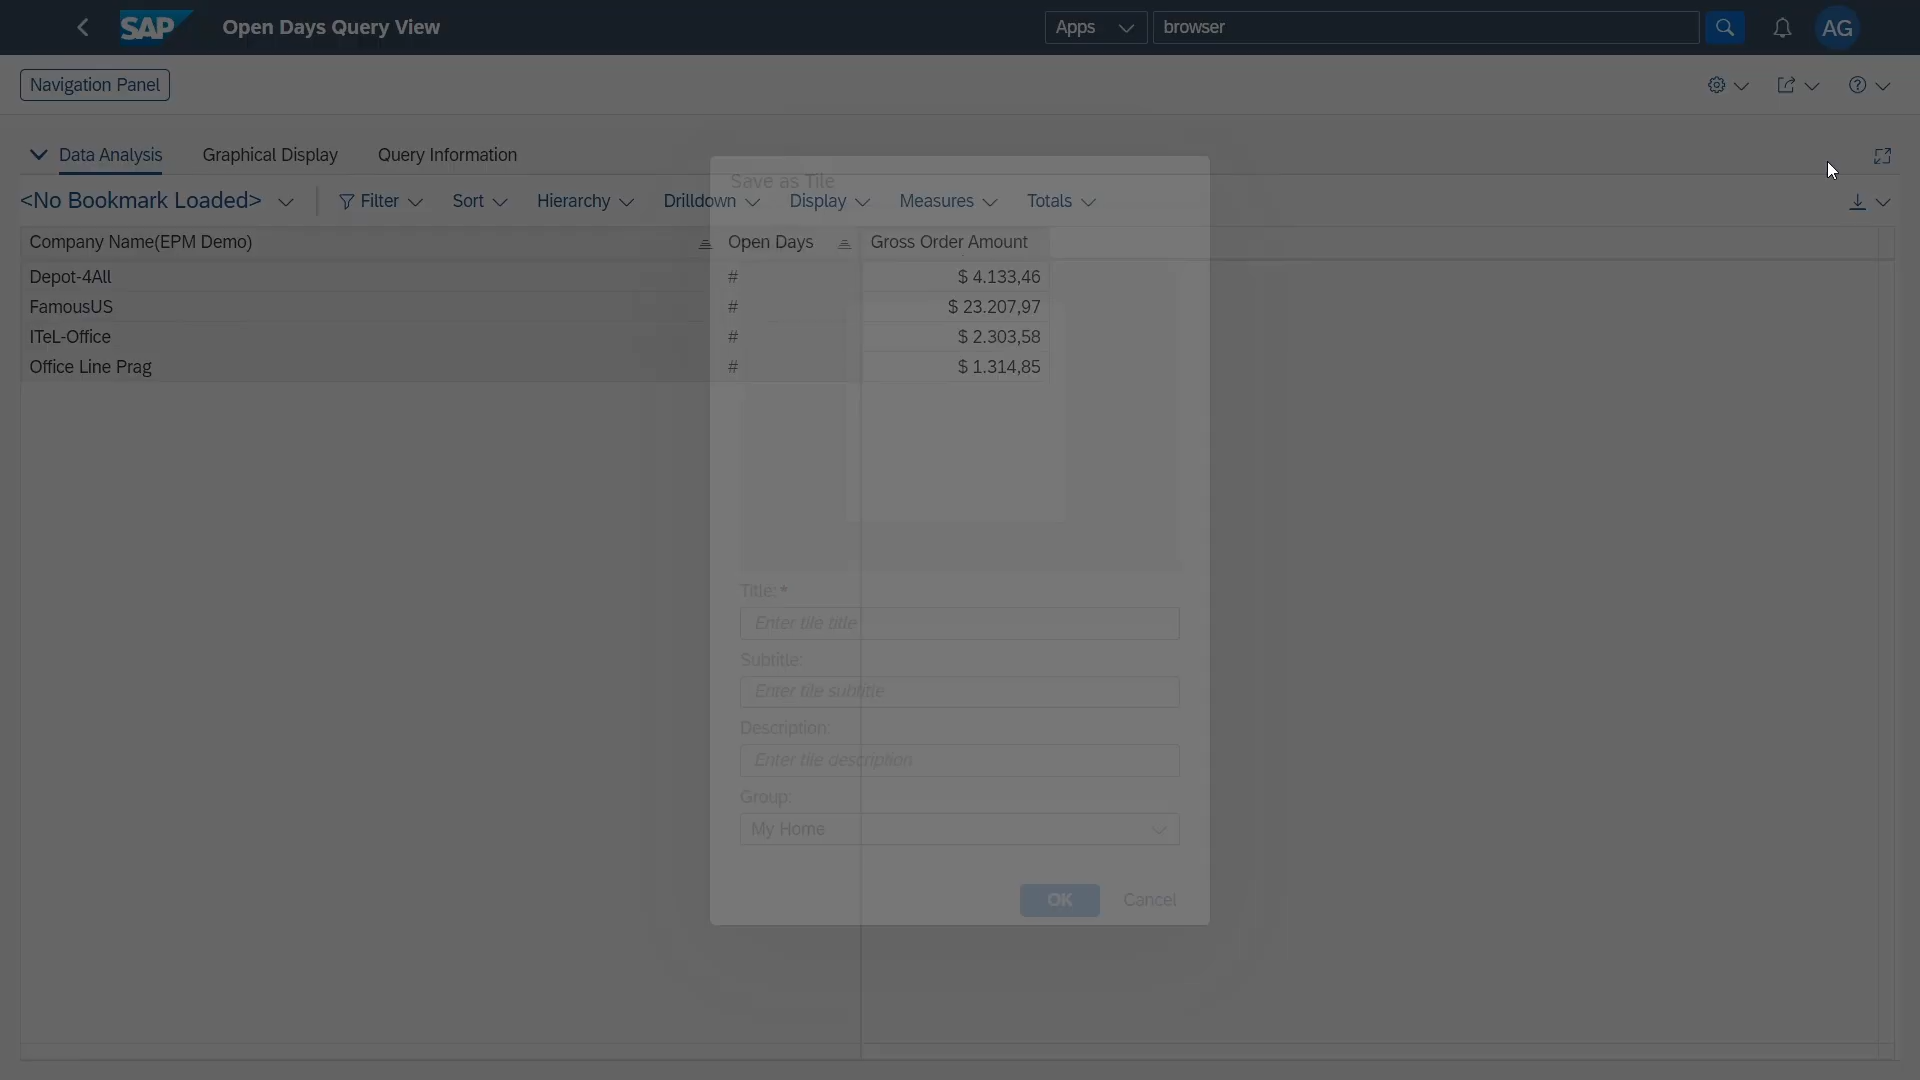 SAP Open Days Query View Apps browser AG
Navigation Panel
Data Analysis Graphical Display Query Information
<No Bookmark Loaded> Filter Sort Hierarchy Drilldown Display Measures Totals
Save as Tile
Company Name(EPM Demo) Open Days Gross Order Amount
Depot-4All # $ 4.133,46
FamousUS # $ 23.207,97
ITeL-Office # $ 2.303,58
Office Line Prag # $ 1.314,85
Title: *
Enter tile title
Subtitle:
Enter tile subtitle
Description:
Enter tile description
Group:
My Home
OK Cancel